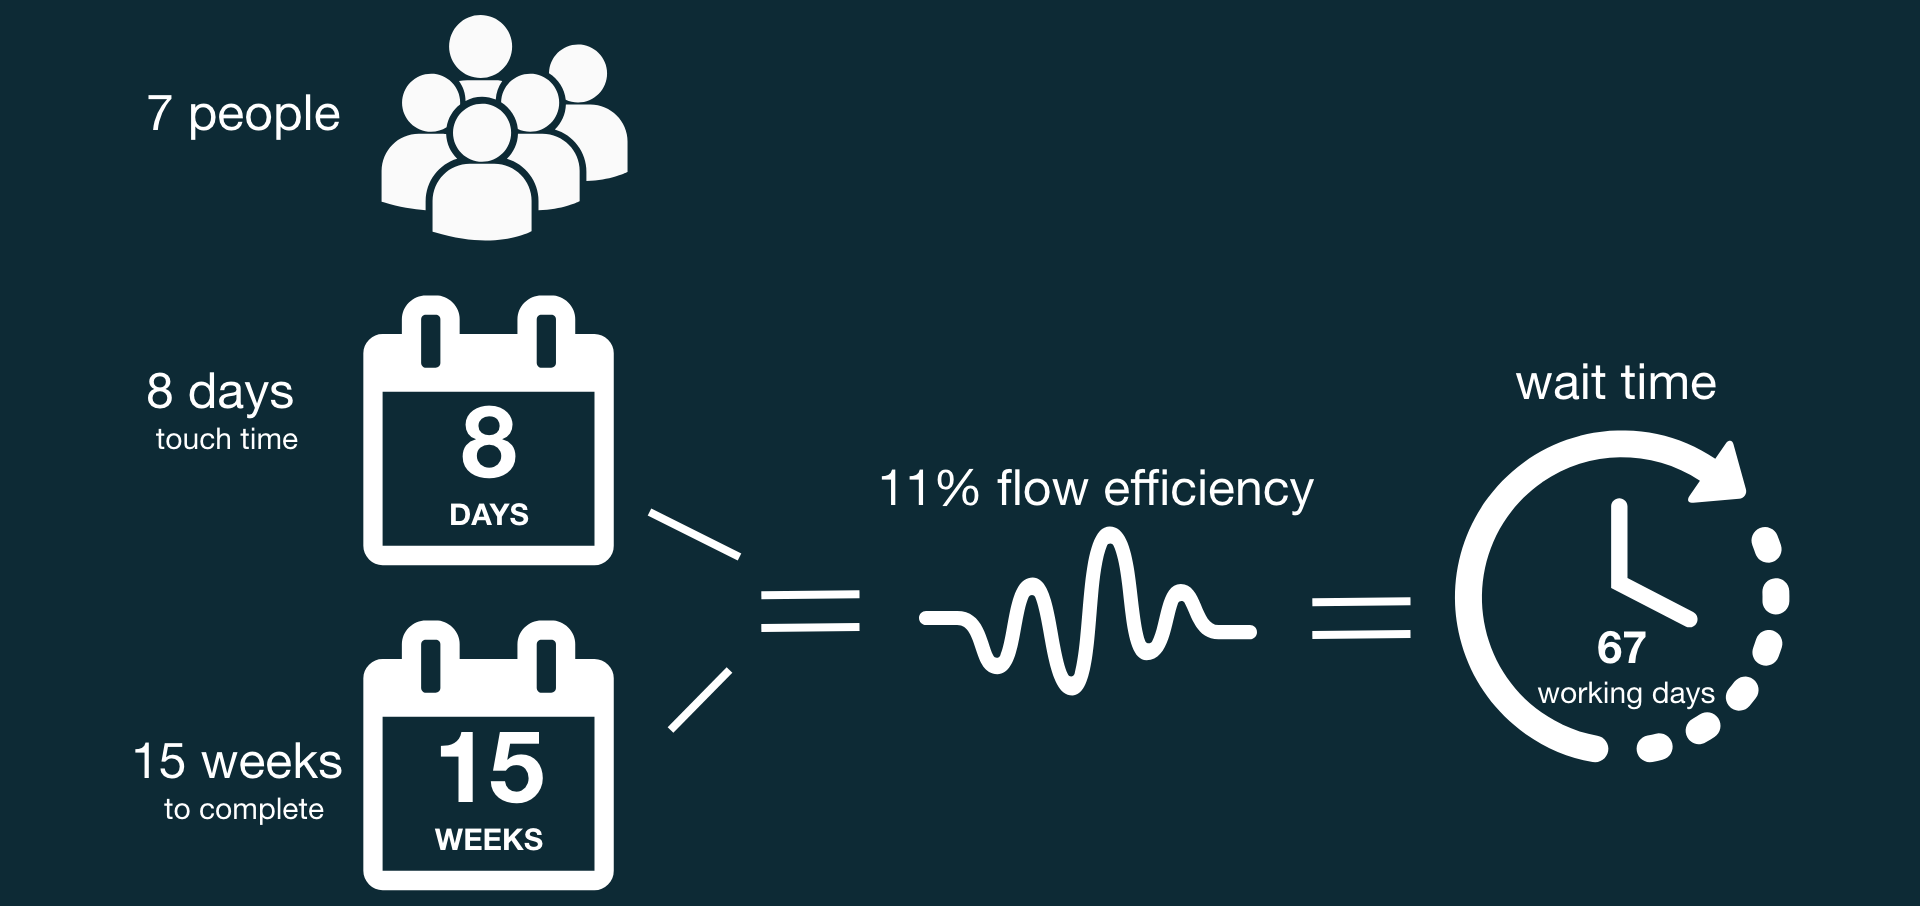 7 people
8 days
touch time
8
DAYS
15 weeks
to complete
15
WEEKS
11% flow efficiency
wait time
67
working days